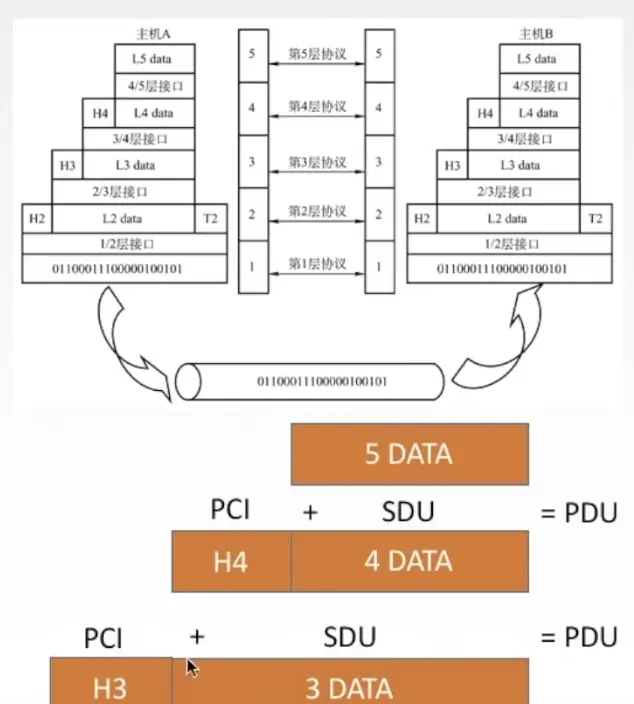 主机A
主机B
L5 data
5
第5层协议
5
L5 data
4/5层接口
4/5层接口
H4 L4 data
4
第4层协议
4
H4 L4 data
3/4层接口
3/4层接口
H3 L3 data
3
第3层协议
3
H3 L3 data
2/3层接口
2/3层接口
H2 L2 data T2
2
第2层协议
2
H2 L2 data T2
1/2层接口
1/2层接口
01100011100000100101
1
第1层协议
1
01100011100000100101
01100011100000100101
5 DATA
PCI + SDU = PDU
H4 4 DATA
PCI + SDU = PDU
H3 3 DATA